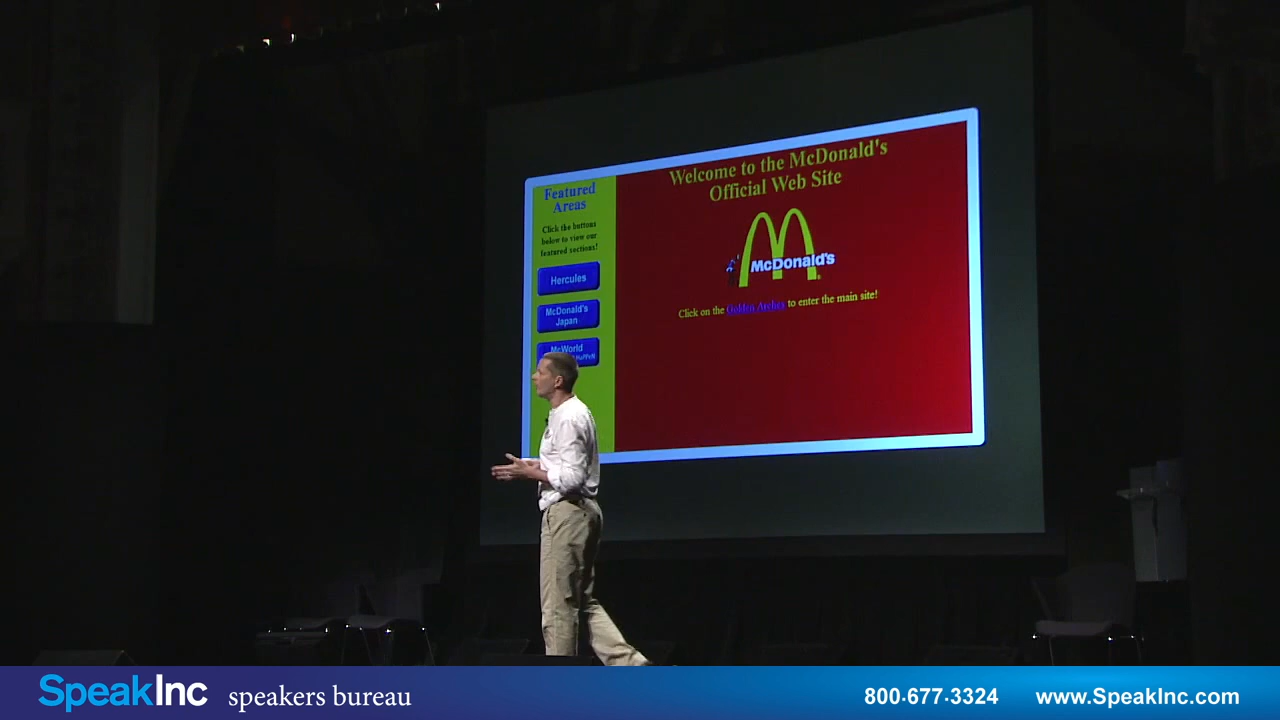 Welcome to the McDonald's
Official Web Site
Featured
Areas
Click the buttons
below to view our
featured sections!
Hercules
McDonald's
Japan
McWorld
McDonald's
Click on the Golden Arches to enter the main site!
SpeakInc speakers bureau
800-677-3324 www.SpeakInc.com